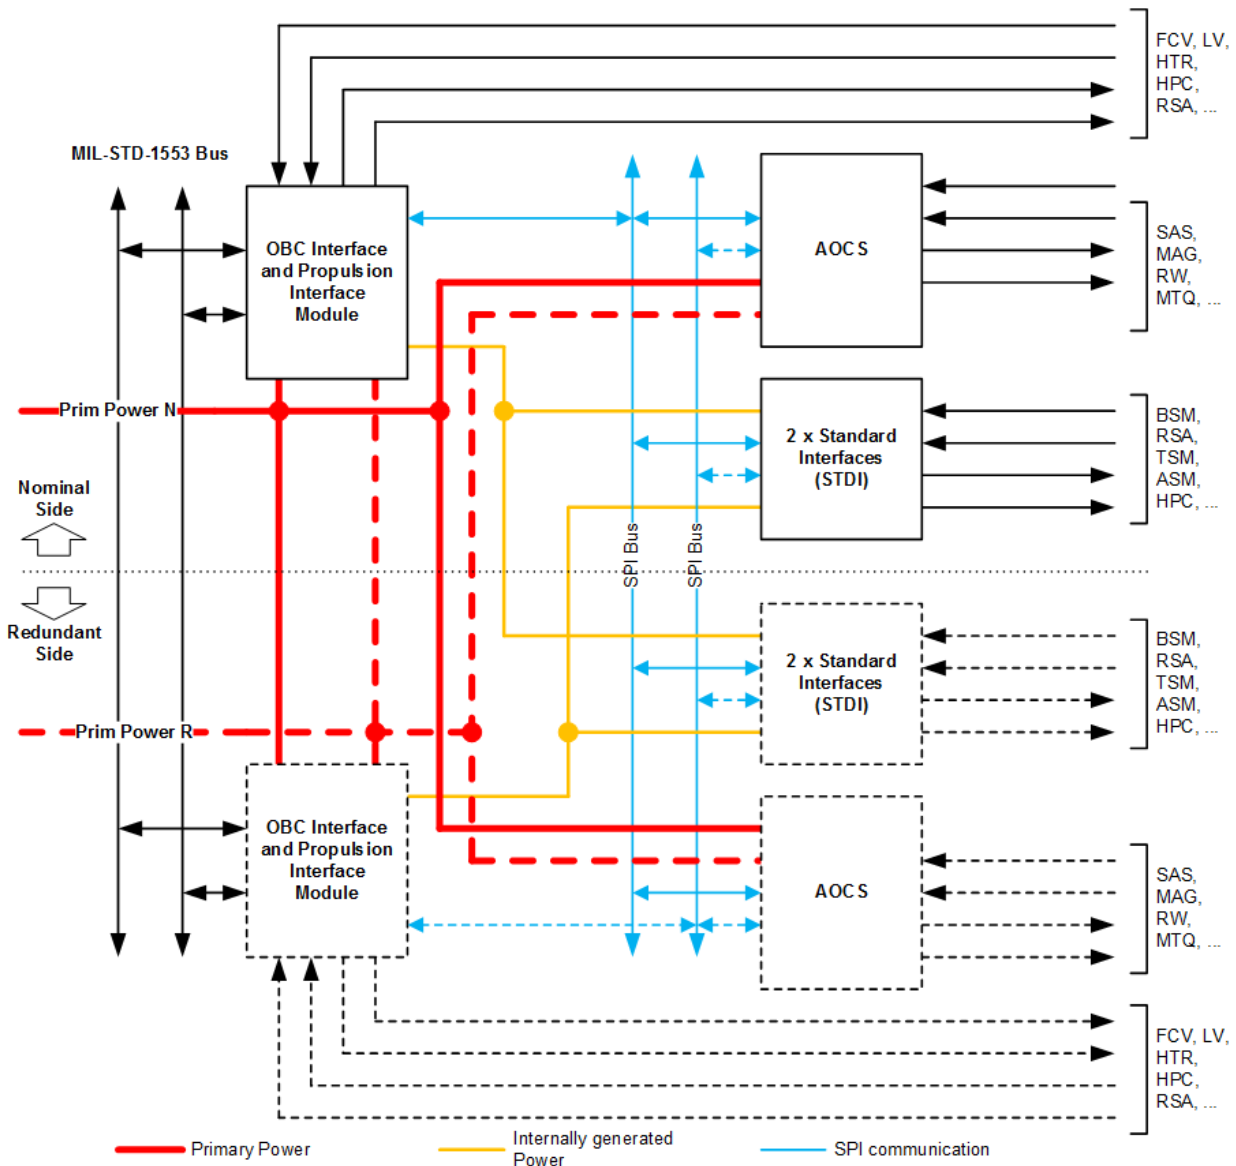 FCV, LV,
HTR,
HPC,
RSA, ...
MIL-STD-1553 Bus
OBC Interface
and Propulsion
Interface
Module
AOCS
SAS,
MAG,
RW,
MTQ, ...
Prim Power N
2 x Standard
Interfaces
(STDI)
BSM,
RSA,
TSM,
ASM,
HPC, ...
Nominal
Side
SPI Bus
SPI Bus
Redundant
Side
2 x Standard
Interfaces
(STDI)
BSM,
RSA,
TSM,
ASM,
HPC, ...
Prim Power R
OBC Interface
and Propulsion
Interface
Module
AOCS
SAS,
MAG,
RW,
MTQ, ...
FCV, LV,
HTR,
HPC,
RSA, ...
Primary Power
Internally generated
Power
SPI communication